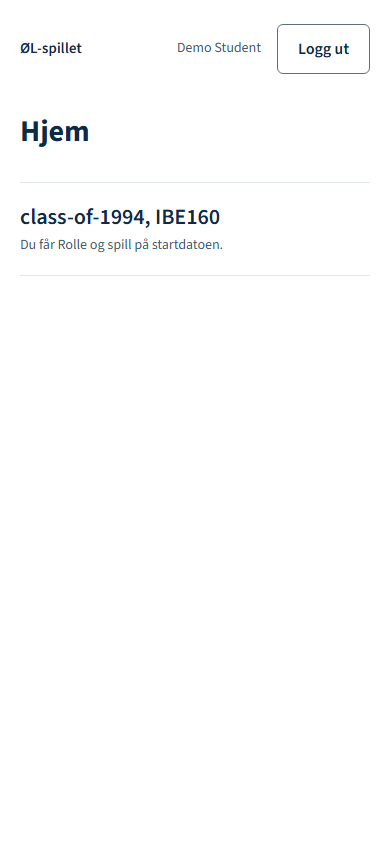 ØL-spillet
Demo Student
Logg ut
Hjem
class-of-1994, IBE160
Du får Rolle og spill på startdatoen.